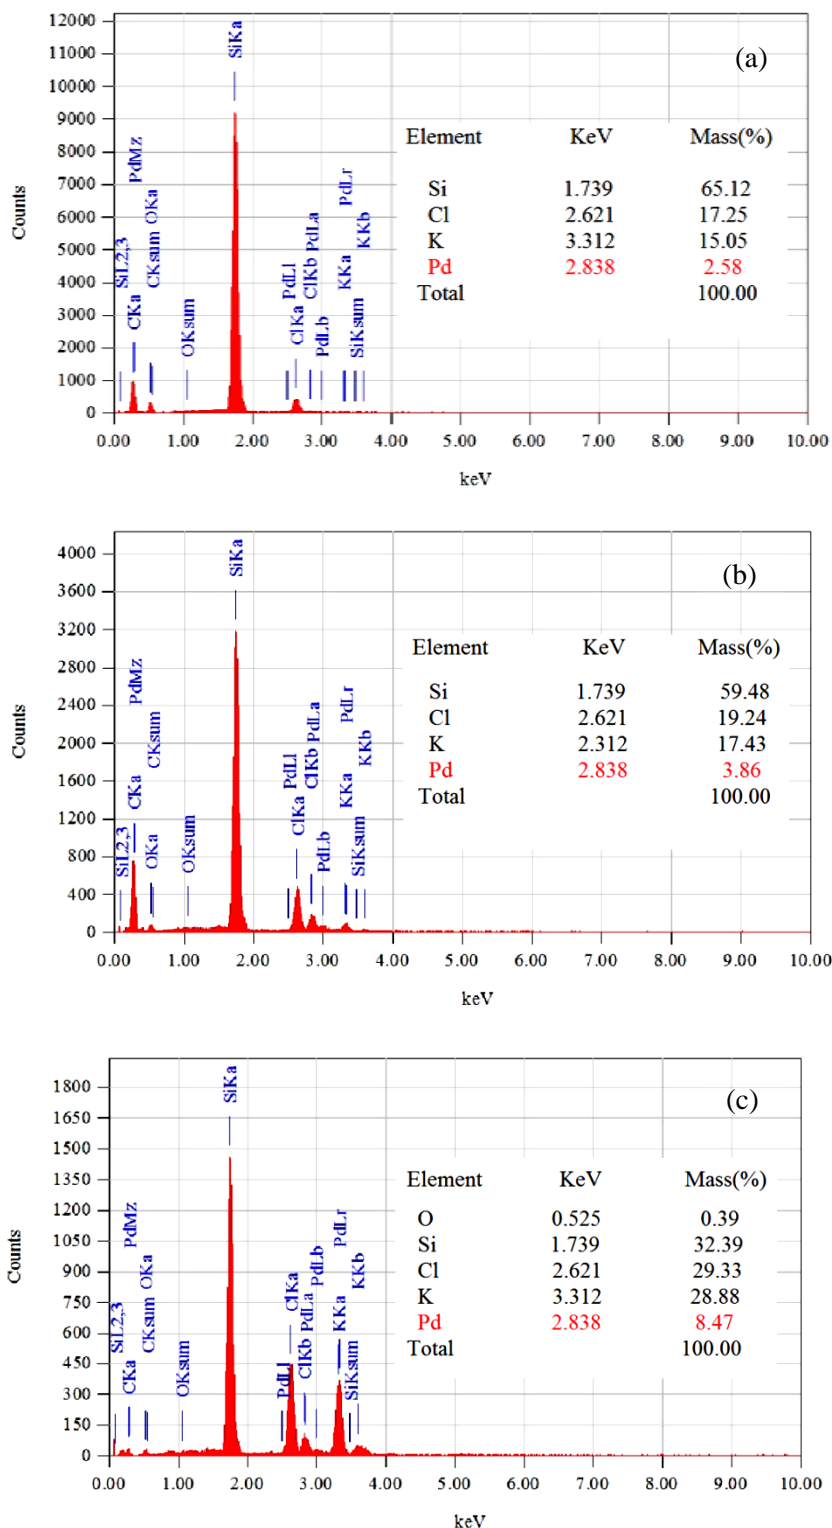 (a)
Counts
12000
11000
10000
9000
8000
7000
6000
5000
4000
3000
2000
1000
0
SiL2,3
CKa
PdMz
CKsum
OKa
OKsum
SiKa
PdLl
ClKa
ClKb
PdLa
PdLb
KKa
PdLr
SiKsum
KKb
Element KeV Mass(%)
Si 1.739 65.12
Cl 2.621 17.25
K 3.312 15.05
Pd 2.838 2.58
Total 100.00
0.00 1.00 2.00 3.00 4.00 5.00 6.00 7.00 8.00 9.00 10.00
keV
(b)
Counts
4000
3600
3200
2800
2400
2000
1600
1200
800
400
0
SiL2,3
CKa
PdMz
OKa
CKsum
OKsum
SiKa
PdLl
ClKa
ClKb
PdLa
PdLb
KKa
PdLr
SiKsum
KKb
Element KeV Mass(%)
Si 1.739 59.48
Cl 2.621 19.24
K 2.312 17.43
Pd 2.838 3.86
Total 100.00
0.00 1.00 2.00 3.00 4.00 5.00 6.00 7.00 8.00 9.00 10.00
keV
(c)
Counts
1800
1650
1500
1350
1200
1050
900
750
600
450
300
150
0
SiL2,3
CKa
PdMz
CKsum
OKa
OKsum
SiKa
PdLl
ClKa
ClKb
PdLa
PdLb
KKa
PdLr
SiKsum
KKb
Element KeV Mass(%)
O 0.525 0.39
Si 1.739 32.39
Cl 2.621 29.33
K 3.312 28.88
Pd 2.838 8.47
Total 100.00
0.00 1.00 2.00 3.00 4.00 5.00 6.00 7.00 8.00 9.00 10.00
keV